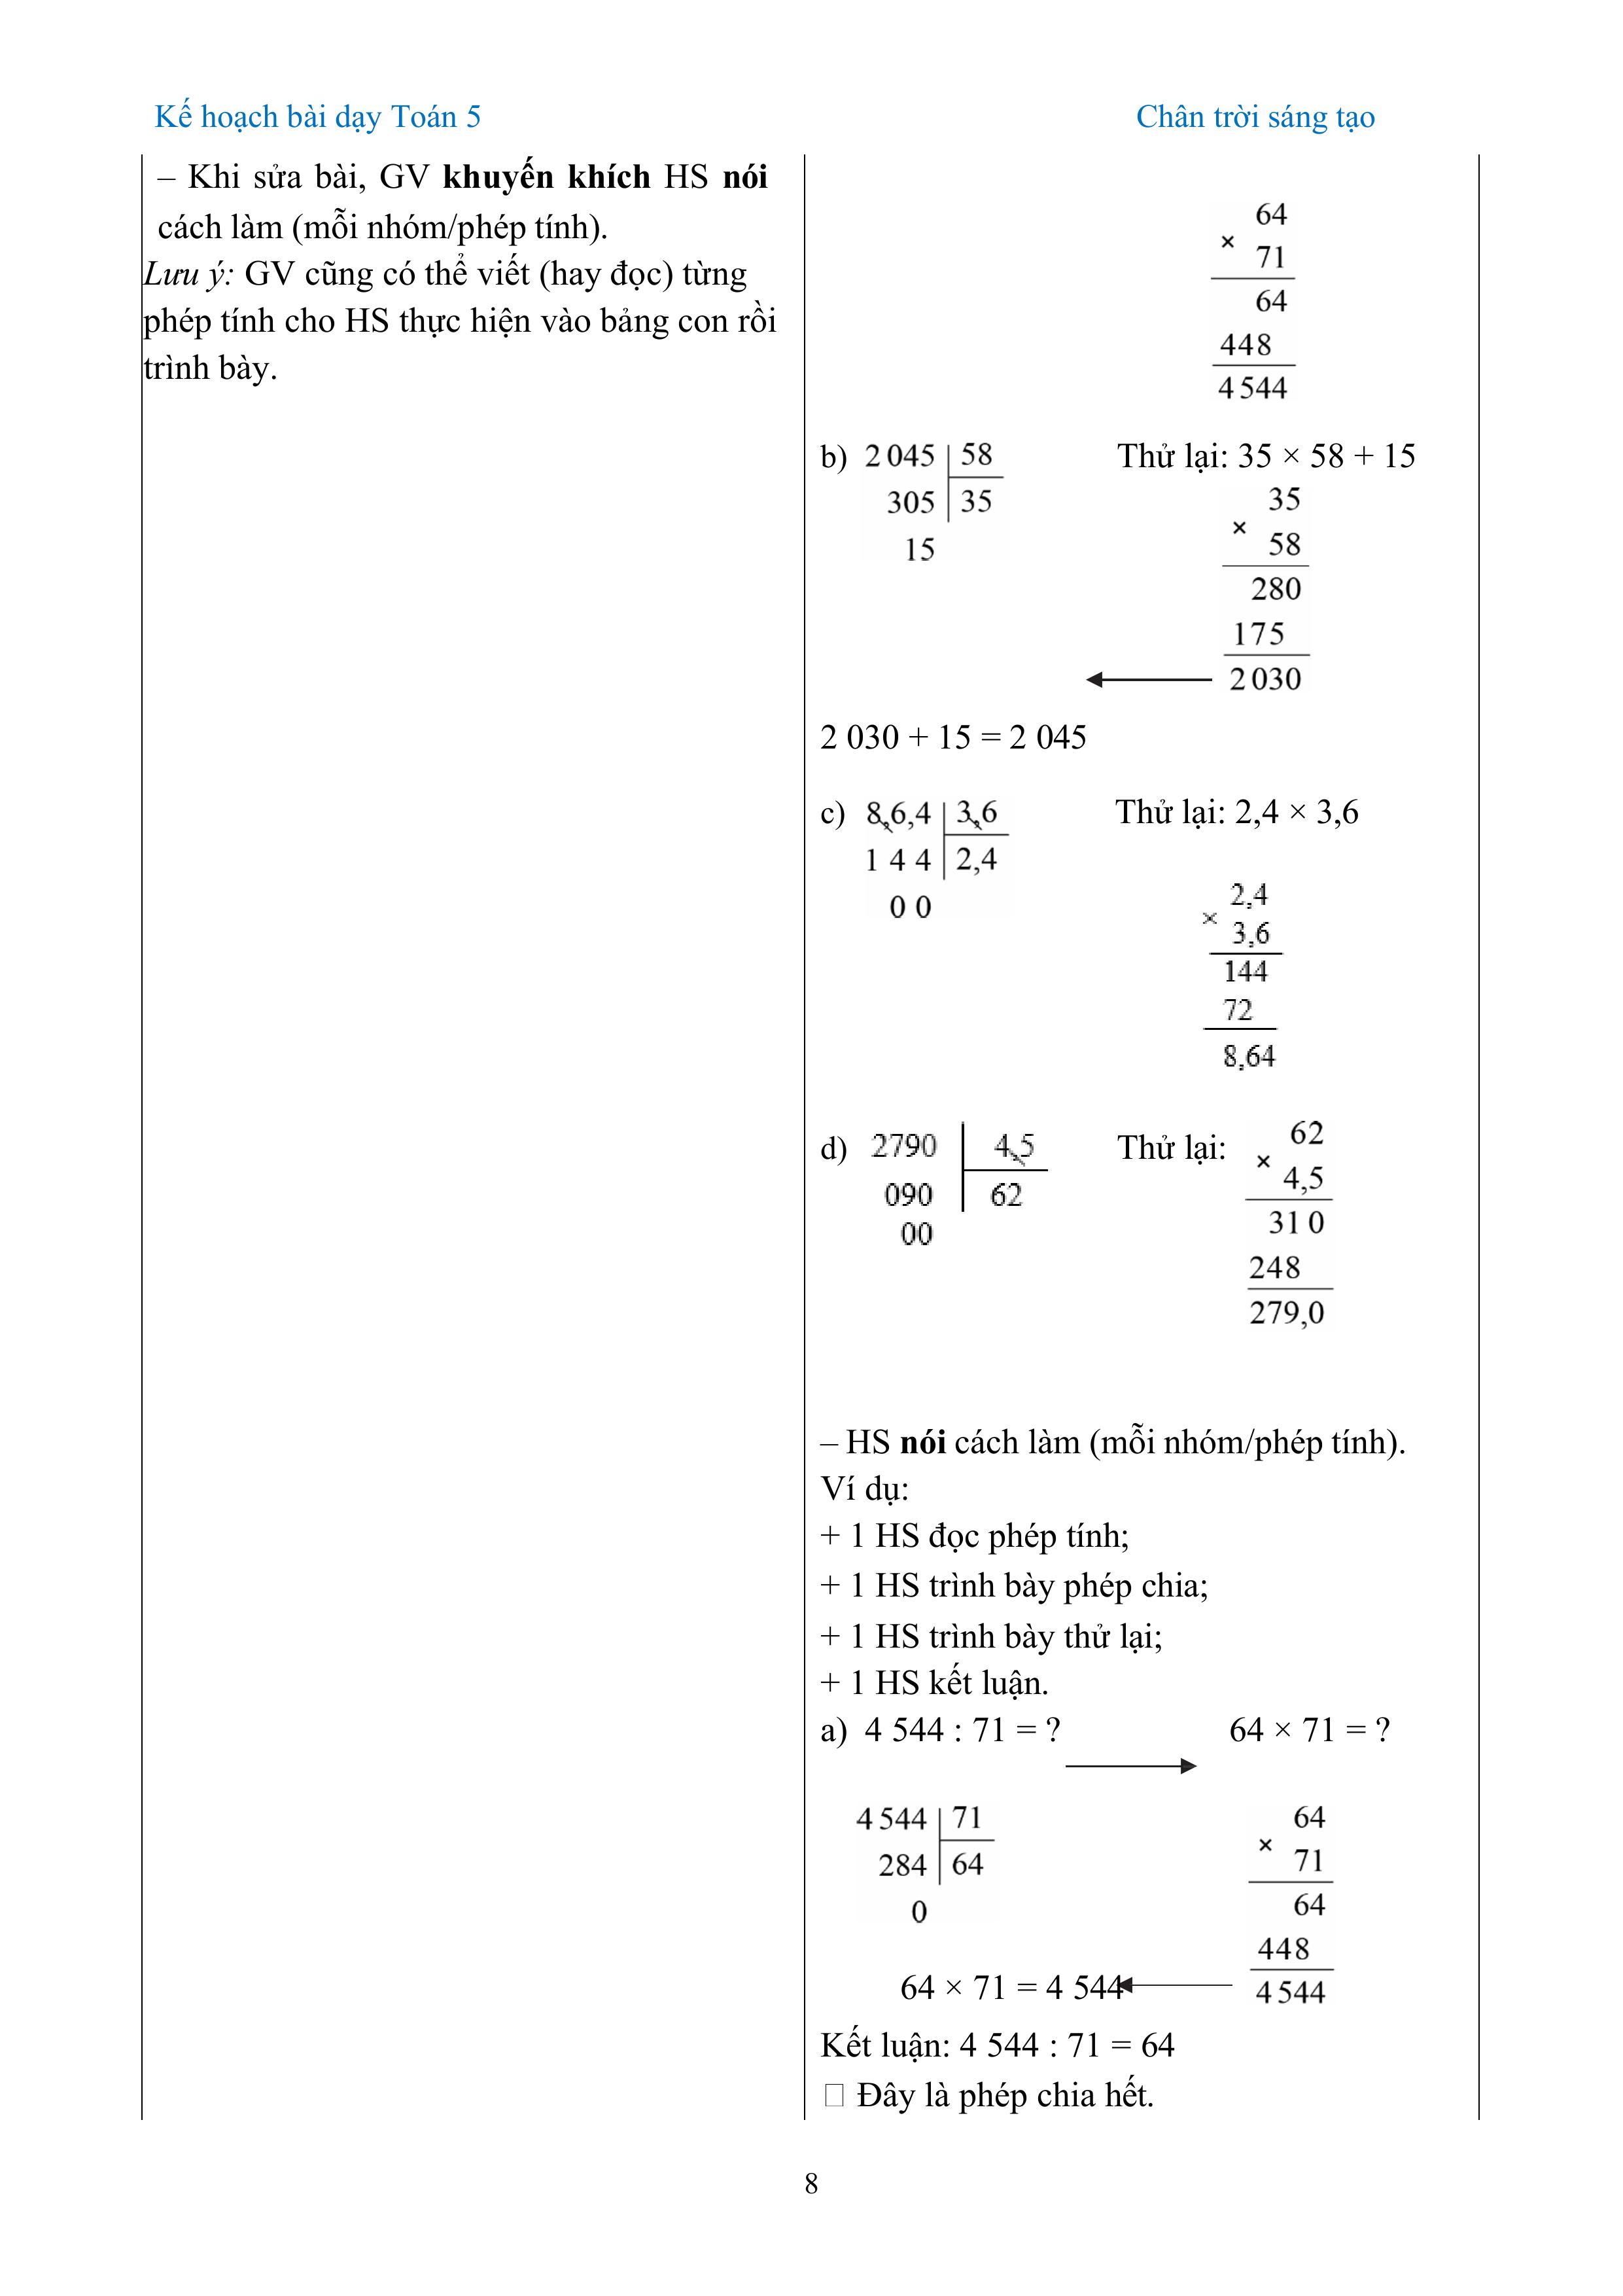 Kế hoạch bài dạy Toán 5 Chân trời sáng tạo
– Khi sửa bài, GV khuyến khích HS nói
cách làm (mỗi nhóm/phép tính).
Lưu ý: GV cũng có thể viết (hay đọc) từng
phép tính cho HS thực hiện vào bảng con rồi
trình bày.
64
×
71
64
448
4 544
b) 2 045 58 Thử lại: 35 × 58 + 15
305 35
15
35
×
58
280
175
2 030
2 030 + 15 = 2 045
c) 8,6,4 3,6 Thử lại: 2,4 × 3,6
1 4 4 2,4
0 0
2,4
×
3,6
144
72
8,64
d) 2790 4,5 Thử lại:
090 62
00
62
×
4,5
31 0
248
279,0
– HS nói cách làm (mỗi nhóm/phép tính).
Ví dụ:
+ 1 HS đọc phép tính;
+ 1 HS trình bày phép chia;
+ 1 HS trình bày thử lại;
+ 1 HS kết luận.
a) 4 544 : 71 = ? 64 × 71 = ?
4 544 71
284 64
0
64
×
71
64
448
4 544
64 × 71 = 4 544
Kết luận: 4 544 : 71 = 64
Đây là phép chia hết.
8